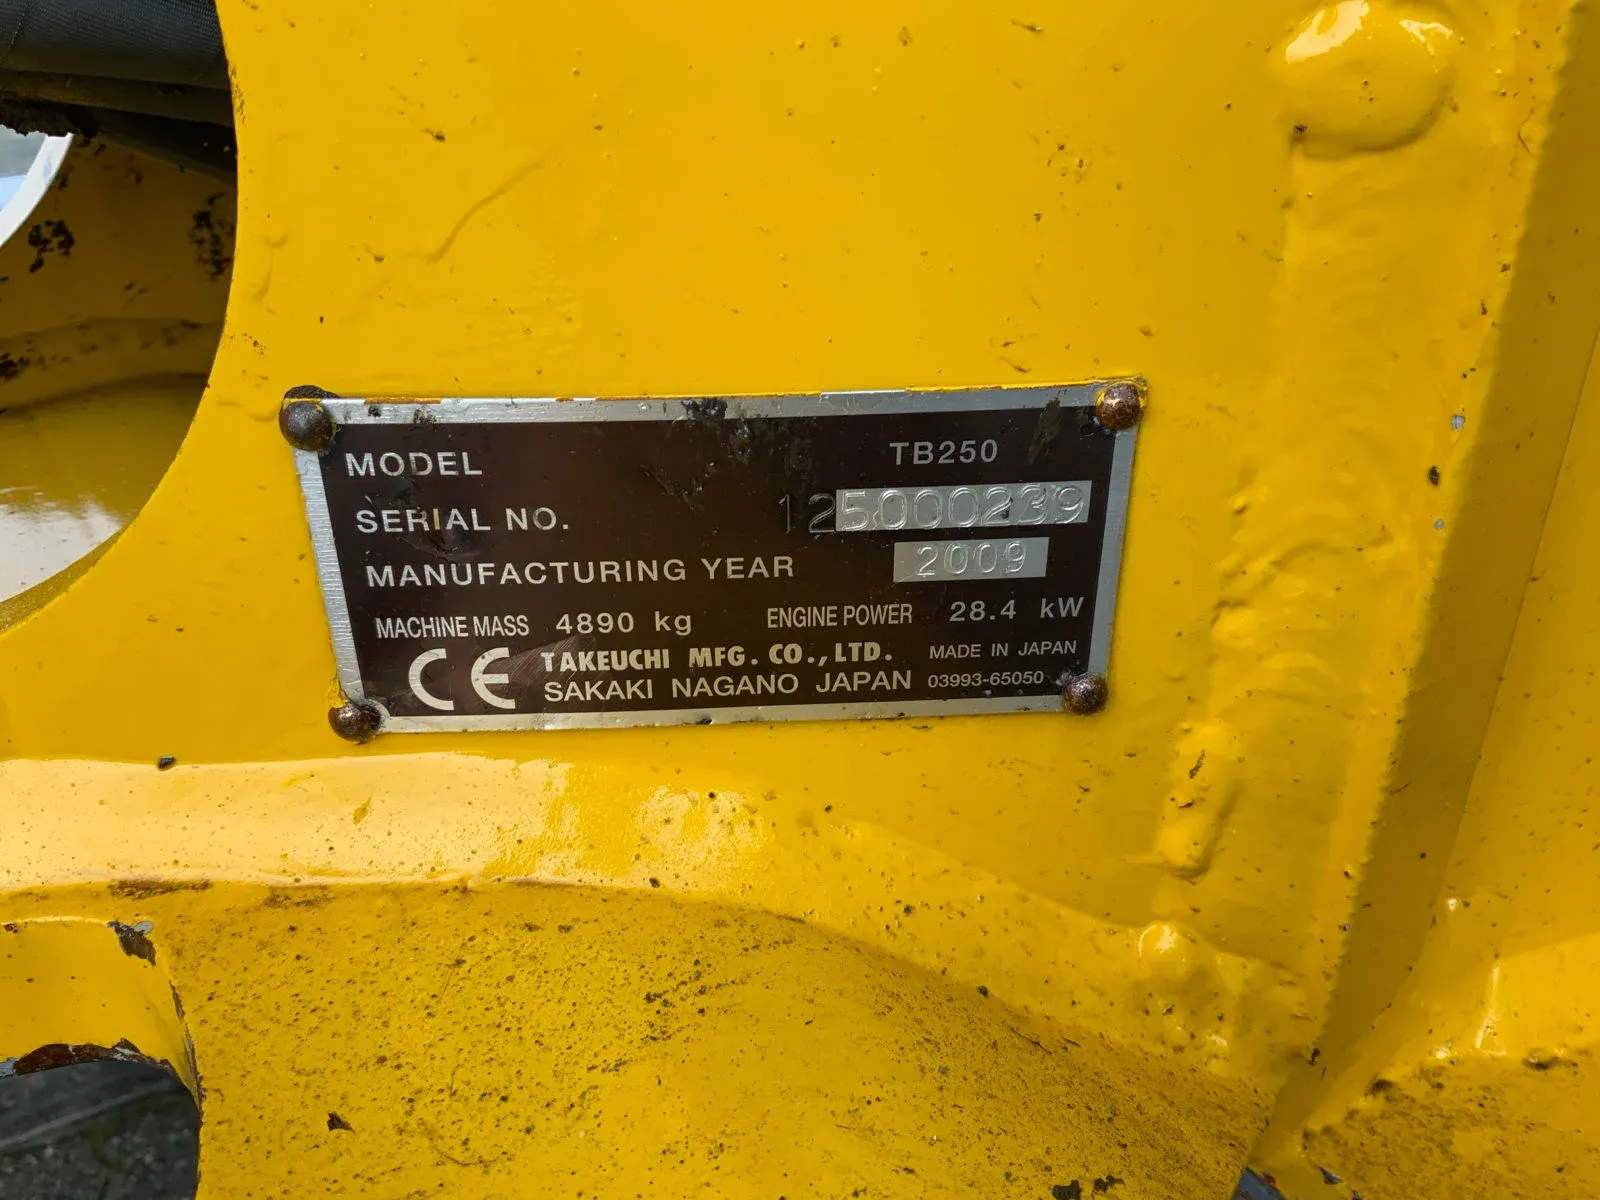 MODEL TB250
SERIAL NO. 125000239
MANUFACTURING YEAR 2009
MACHINE MASS 4890 kg ENGINE POWER 28.4 kW
CE TAKEUCHI MFG. CO.,LTD. MADE IN JAPAN
SAKAKI NAGANO JAPAN 03993-65050